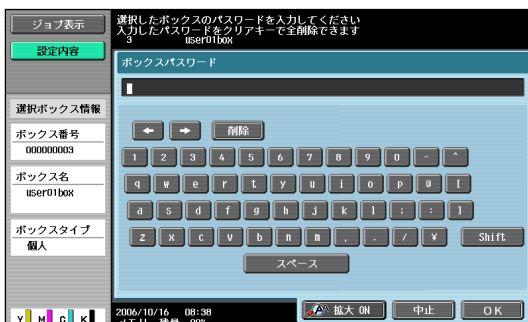 ジョブ表示
設定内容
選択したボックスのパスワードを入力してください
入力したパスワードをクリアキーで全削除できます
3 user01box
ボックスパスワード
選択ボックス情報
ボックス番号
000000003
ボックス名
user01box
ボックスタイプ
個人
← → 削除
1 2 3 4 5 6 7 8 9 0 - ^
q w e r t y u i o p @ [
a s d f g h j k l ; : ]
z x c v b n m , . / ¥ Shift
スペース
Y M C K
2006/10/16 08:38
メモリ 残量 99%
拡大 ON 中止 OK